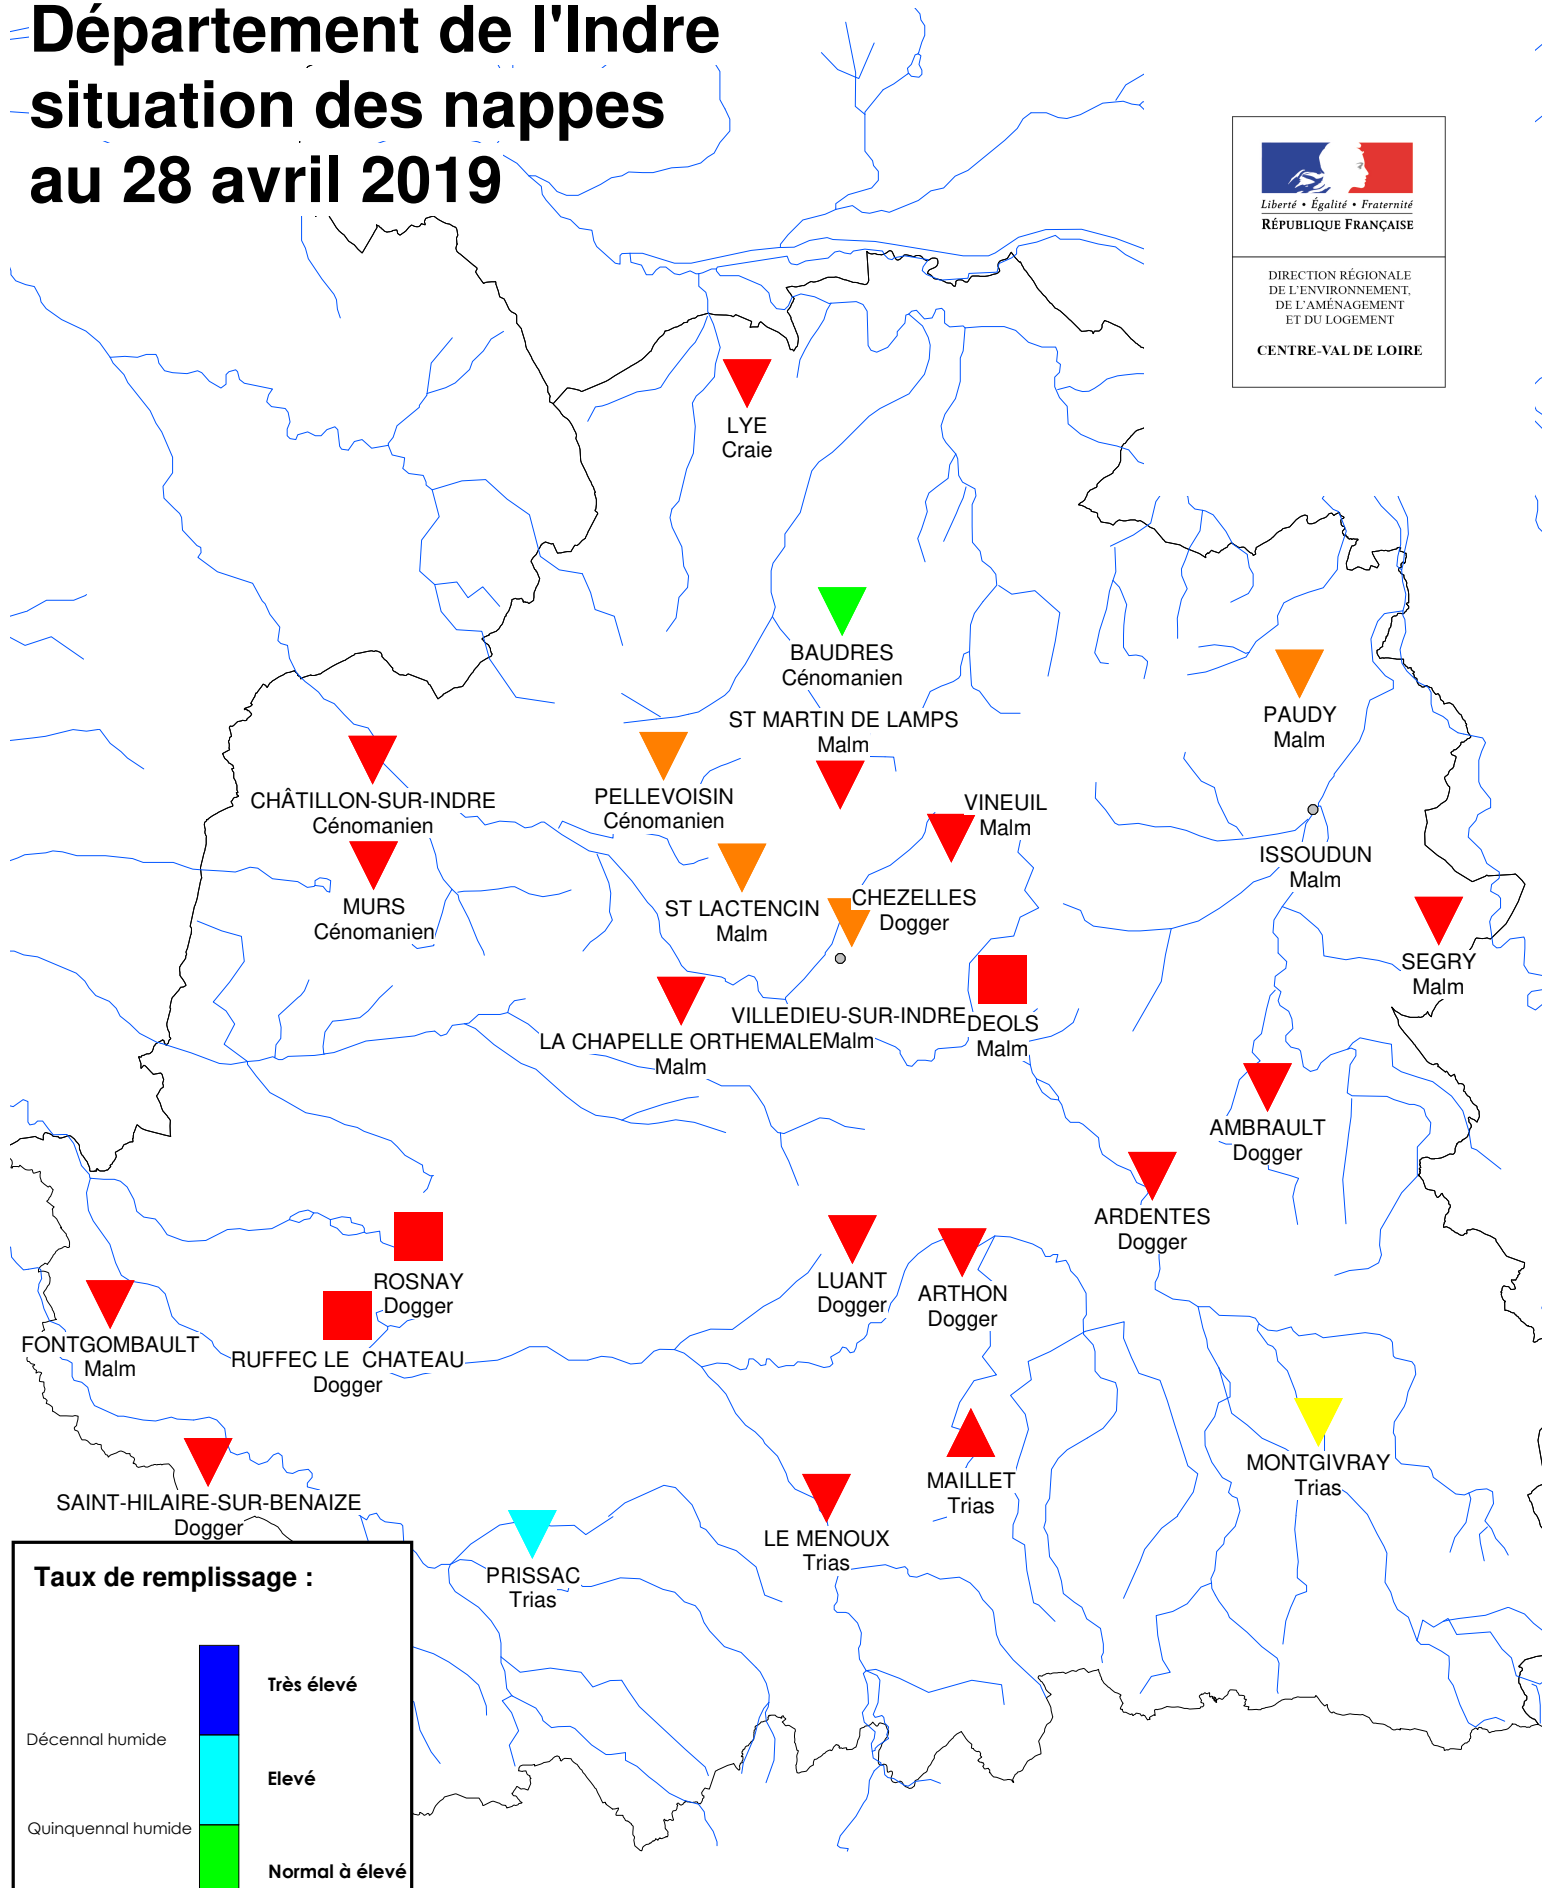 Département de l'Indre
situation des nappes
au 28 avril 2019
Liberté • Égalité • Fraternité
RÉPUBLIQUE FRANÇAISE
DIRECTION RÉGIONALE
DE L'ENVIRONNEMENT,
DE L'AMÉNAGEMENT
ET DU LOGEMENT
CENTRE-VAL DE LOIRE
LYE
Craie
BAUDRES
Cénomanien
PAUDY
Malm
ST MARTIN DE LAMPS
Malm
CHÂTILLON-SUR-INDRE
Cénomanien
PELLEVOISIN
Cénomanien
VINEUIL
Malm
ISSOUDUN
Malm
MURS
Cénomanien
ST LACTENCIN
Malm
CHEZELLES
Dogger
SEGRY
Malm
VILLEDIEU-SUR-INDRE
Malm
DEOLS
Malm
LA CHAPELLE ORTHEMALE
Malm
AMBRAULT
Dogger
ARDENTES
Dogger
ROSNAY
Dogger
LUANT
Dogger
ARTHON
Dogger
FONTGOMBAULT
Malm
RUFFEC LE CHATEAU
Dogger
MAILLET
Trias
MONTGIVRAY
Trias
SAINT-HILAIRE-SUR-BENAIZE
Dogger
LE MENOUX
Trias
PRISSAC
Trias
Taux de remplissage :
Très élevé
Décennal humide
Elevé
Quinquennal humide
Normal à élevé